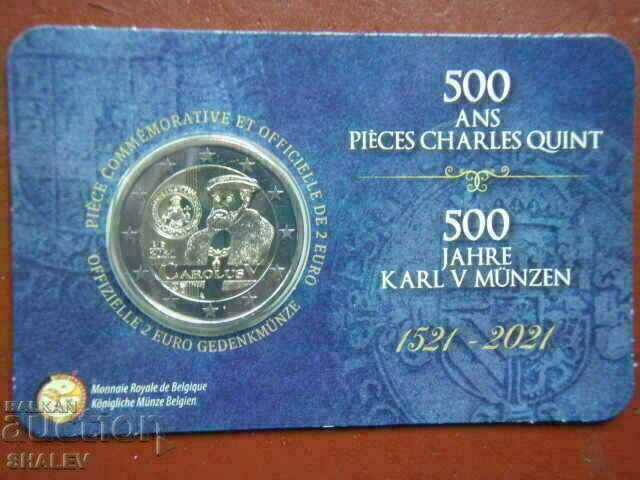 PIÈCE COMMÉMORATIVE ET OFFICIELLE DE 2 EURO
OFFIZIELLE 2 EURO GEDENKMÜNZE
CAROLUS V
2021
500
ANS
PIÈCES CHARLES QUINT
500
JAHRE
KARL V MÜNZEN
1521 - 2021
Monnaie Royale de Belgique
Königliche Münze Belgien
BALKAN
auction
SHALEV